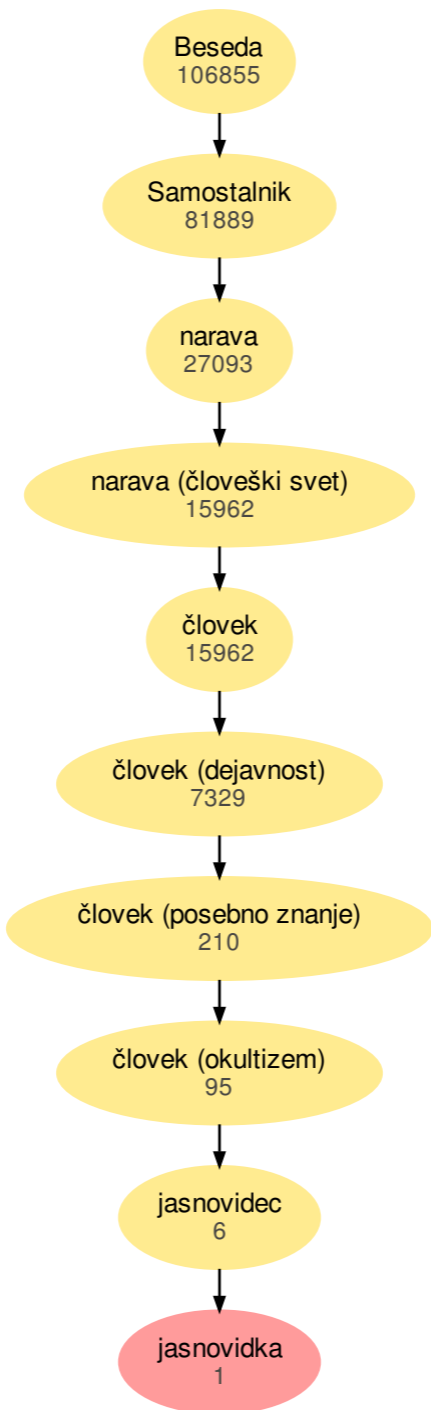 Beseda
106855
Samostalnik
81889
narava
27093
narava (človeški svet)
15962
človek
15962
človek (dejavnost)
7329
človek (posebno znanje)
210
človek (okultizem)
95
jasnovidec
6
jasnovidka
1